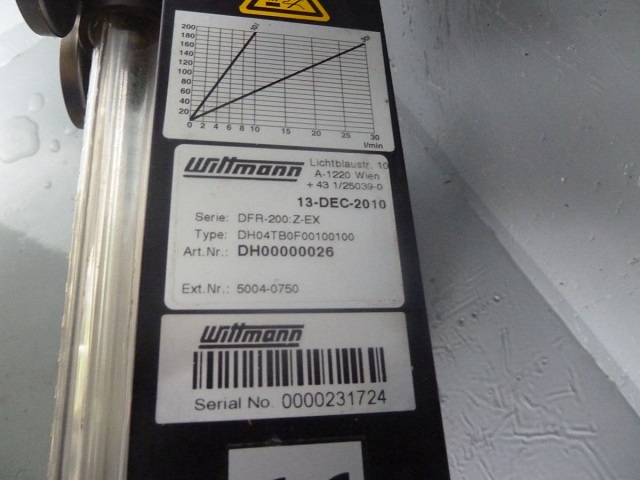 200
180
160
140
120
100
80
60
40
20
0 2 4 6 8 10 15 20 25 30
l/min
Wittmann
Lichtblaustr. 10
A-1220 Wien
+ 43 1/25039-0
13-DEC-2010
Serie: DFR-200:Z-EX
Type: DH04TB0F00100100
Art.Nr.: DH00000026
Ext.Nr.: 5004-0750
Wittmann
Serial No. 0000231724